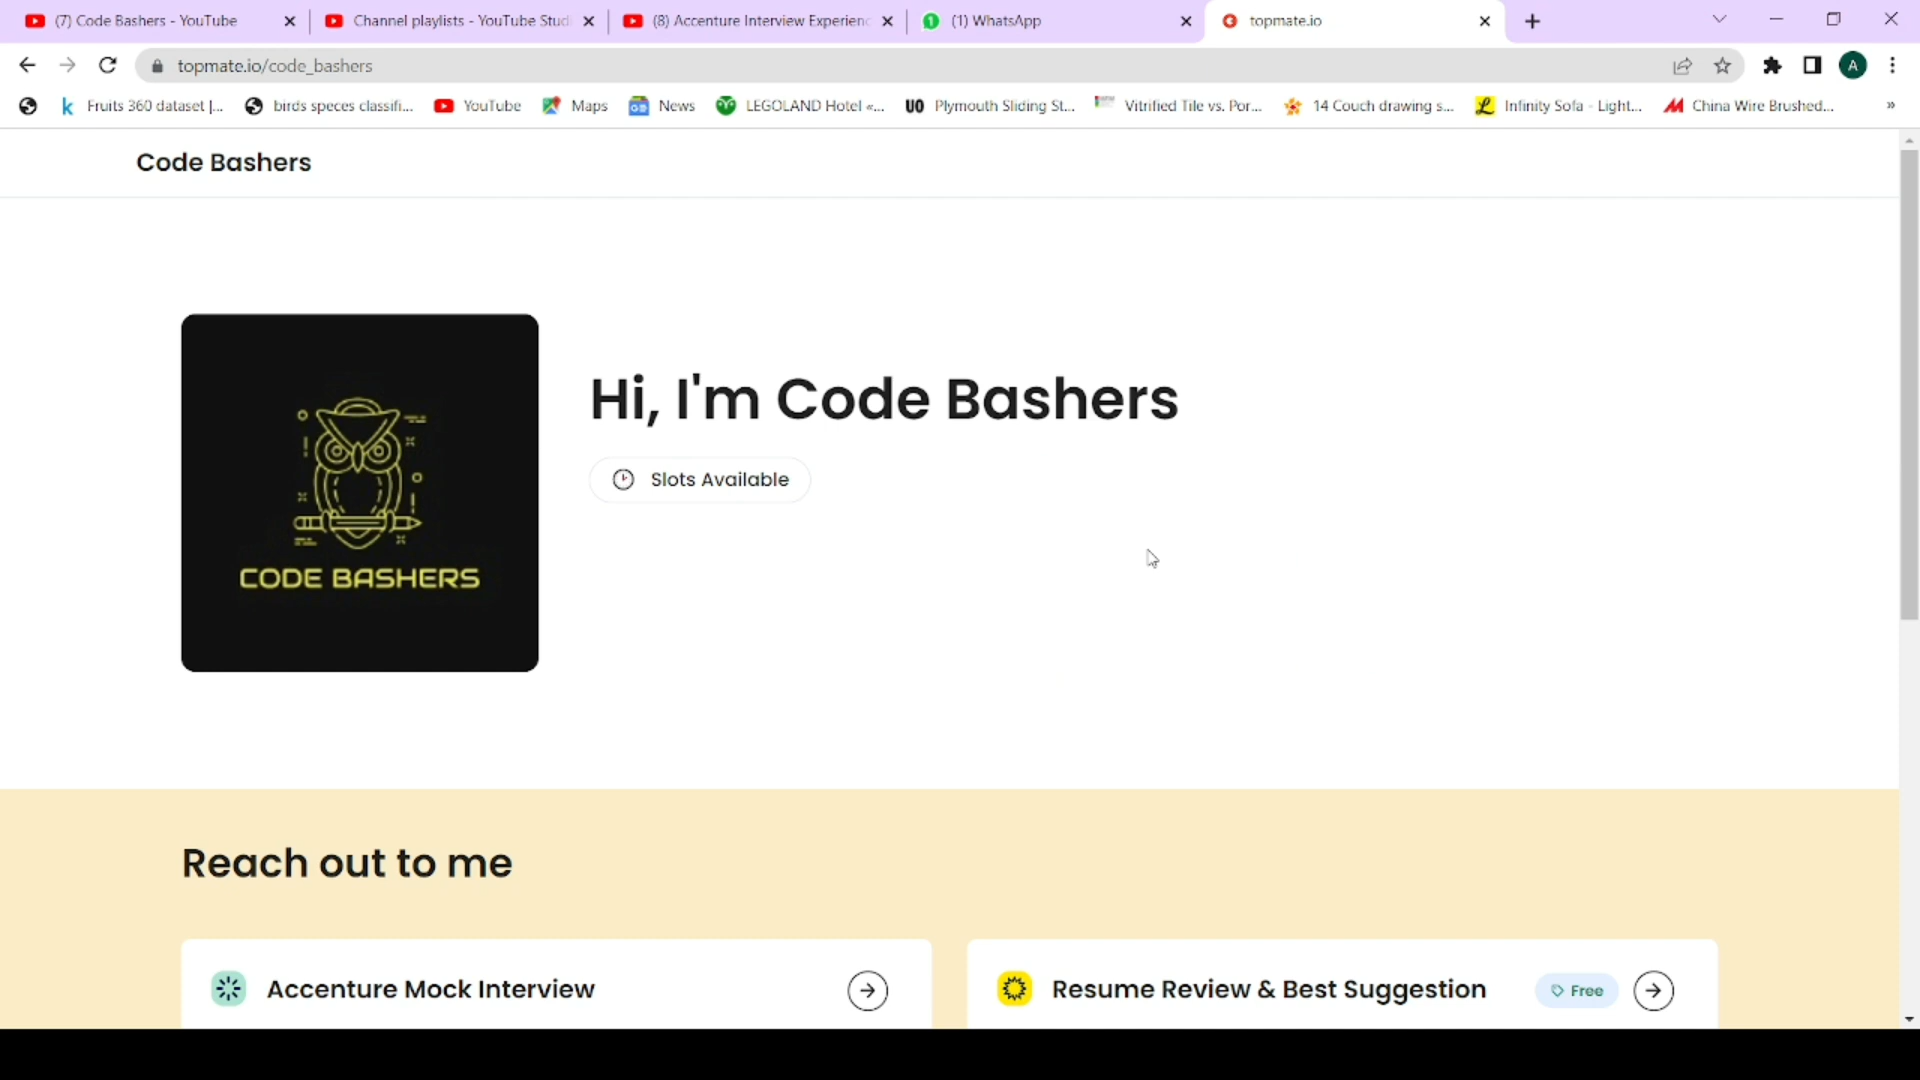 (7) Code Bashers - YouTube
Channel playlists - YouTube Studi
(8) Accenture Interview Experienc
(1) WhatsApp
topmate.io
topmate.io/code_bashers
A
Fruits 360 dataset |...
birds speces classifi...
YouTube
Maps
News
LEGOLAND Hotel «...
UO Plymouth Sliding St...
Vitrified Tile vs. Por...
14 Couch drawing s...
Infinity Sofa - Light...
China Wire Brushed...
»
Code Bashers
Hi, I'm Code Bashers
Slots Available
CODE BASHERS
Reach out to me
Accenture Mock Interview
Resume Review & Best Suggestion
Free